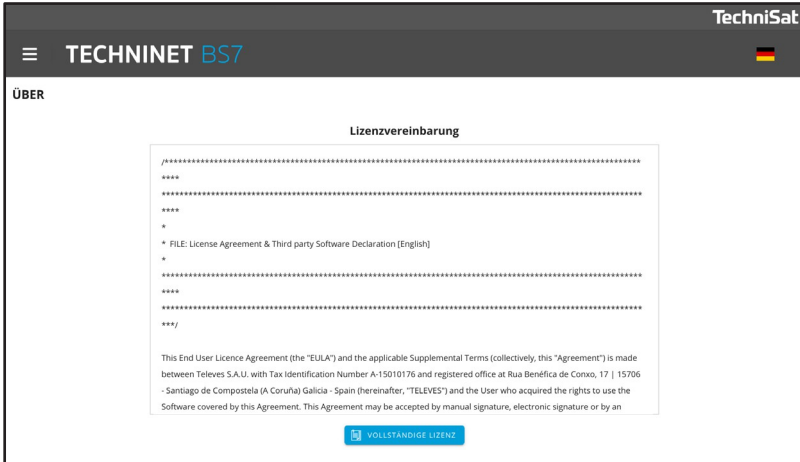 TechniSat
TECHNINET BS7
ÜBER
Lizenzvereinbarung
/*********************************************************************************************************
****
**********************************************************************************************************
****
*
* FILE: License Agreement & Third party Software Declaration [English]
*
**********************************************************************************************************
****
**********************************************************************************************************
***/
This End User Licence Agreement (the "EULA") and the applicable Supplemental Terms (collectively, this "Agreement") is made
between Televes S.A.U. with Tax Identification Number A-15010176 and registered office at Rua Benéfica de Conxo, 17 | 15706
- Santiago de Compostela (A Coruña) Galicia - Spain (hereinafter, "TELEVES") and the User who acquired the rights to use the
Software covered by this Agreement. This Agreement may be accepted by manual signature, electronic signature or by an
VOLLSTÄNDIGE LIZENZ